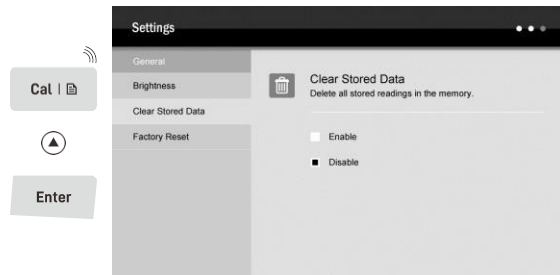 Settings
Cal
Enter
General
Brightness
Clear Stored Data
Factory Reset
Clear Stored Data
Delete all stored readings in the memory.
Enable
Disable